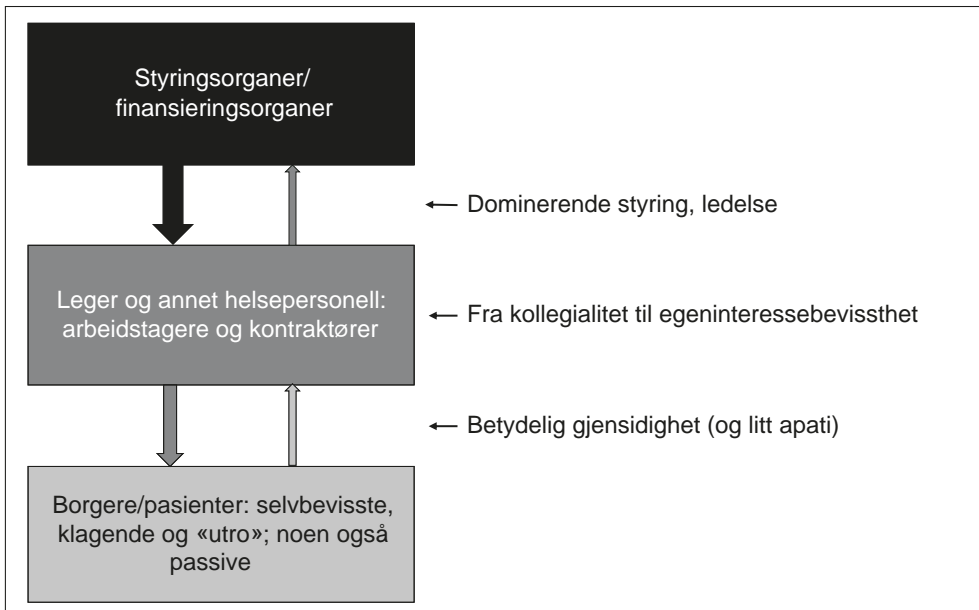 Styringsorganer/
finansieringsorganer
Dominerende styring, ledelse
Leger og annet helsepersonell:
arbeidstagere og kontraktører
Fra kollegialitet til egeninteressebevissthet
Betydelig gjensidighet (og litt apati)
Borgere/pasienter: selvbevisste,
klagende og «utro»; noen også
passive